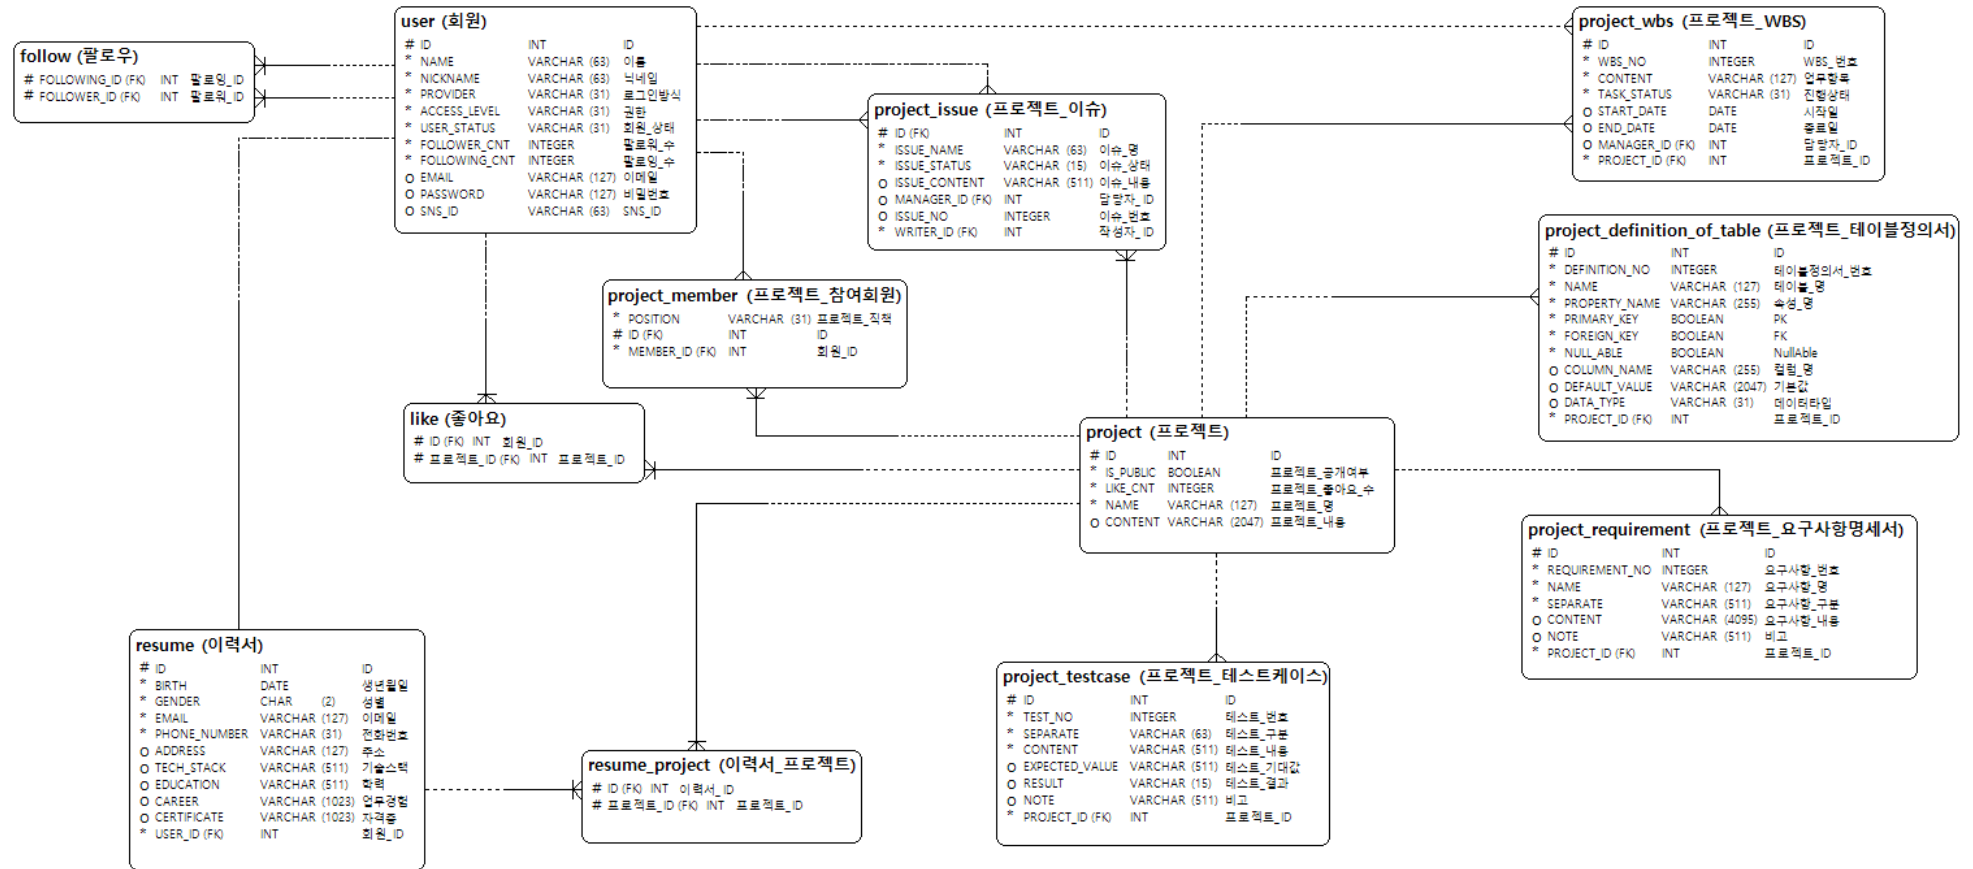 follow (팔로우)
# FOLLOWING_ID (FK) INT 팔로잉_ID
# FOLLOWER_ID (FK) INT 팔로워_ID
user (회원)
# ID INT ID
* NAME VARCHAR (63) 이름
* NICKNAME VARCHAR (63) 닉네임
* PROVIDER VARCHAR (31) 로그인방식
* ACCESS_LEVEL VARCHAR (31) 권한
* USER_STATUS VARCHAR (31) 회원_상태
* FOLLOWER_CNT INTEGER 팔로워_수
* FOLLOWING_CNT INTEGER 팔로잉_수
O EMAIL VARCHAR (127) 이메일
O PASSWORD VARCHAR (127) 비밀번호
O SNS_ID VARCHAR (63) SNS_ID
project_issue (프로젝트_이슈)
# ID (FK) INT ID
* ISSUE_NAME VARCHAR (63) 이슈_명
* ISSUE_STATUS VARCHAR (15) 이슈_상태
O ISSUE_CONTENT VARCHAR (511) 이슈_내용
O MANAGER_ID (FK) INT 담당자_ID
O ISSUE_NO INTEGER 이슈_번호
* WRITER_ID (FK) INT 작성자_ID
project_wbs (프로젝트_WBS)
# ID INT ID
* WBS_NO INTEGER WBS_번호
* CONTENT VARCHAR (127) 업무항목
* TASK_STATUS VARCHAR (31) 진행상태
O START_DATE DATE 시작일
O END_DATE DATE 종료일
O MANAGER_ID (FK) INT 담당자_ID
* PROJECT_ID (FK) INT 프로젝트_ID
project_definition_of_table (프로젝트_테이블정의서)
# ID INT ID
* DEFINITION_NO INTEGER 테이블정의서_번호
* NAME VARCHAR (127) 테이블_명
* PROPERTY_NAME VARCHAR (255) 속성_명
* PRIMARY_KEY BOOLEAN PK
* FOREIGN_KEY BOOLEAN FK
* NULL_ABLE BOOLEAN NullAble
O COLUMN_NAME VARCHAR (255) 컬럼_명
O DEFAULT_VALUE VARCHAR (2047) 기본값
O DATA_TYPE VARCHAR (31) 데이터타입
* PROJECT_ID (FK) INT 프로젝트_ID
project_member (프로젝트_참여회원)
* POSITION VARCHAR (31) 프로젝트_직책
# ID (FK) INT ID
* MEMBER_ID (FK) INT 회원_ID
like (좋아요)
# ID (FK) INT 회원_ID
# 프로젝트_ID (FK) INT 프로젝트_ID
project (프로젝트)
# ID INT ID
* IS_PUBLIC BOOLEAN 프로젝트_공개여부
* LIKE_CNT INTEGER 프로젝트_좋아요_수
* NAME VARCHAR (127) 프로젝트_명
O CONTENT VARCHAR (2047) 프로젝트_내용
project_requirement (프로젝트_요구사항명세서)
# ID INT ID
* REQUIREMENT_NO INTEGER 요구사항_번호
* NAME VARCHAR (127) 요구사항_명
* SEPARATE VARCHAR (511) 요구사항_구분
O CONTENT VARCHAR (4095) 요구사항_내용
O NOTE VARCHAR (511) 비고
* PROJECT_ID (FK) INT 프로젝트_ID
resume (이력서)
# ID INT ID
* BIRTH DATE 생년월일
* GENDER CHAR (2) 성별
* EMAIL VARCHAR (127) 이메일
* PHONE_NUMBER VARCHAR (31) 전화번호
O ADDRESS VARCHAR (127) 주소
O TECH_STACK VARCHAR (511) 기술스택
O EDUCATION VARCHAR (511) 학력
O CAREER VARCHAR (1023) 업무경험
O CERTIFICATE VARCHAR (1023) 자격증
* USER_ID (FK) INT 회원_ID
resume_project (이력서_프로젝트)
# ID (FK) INT 이력서_ID
# 프로젝트_ID (FK) INT 프로젝트_ID
project_testcase (프로젝트_테스트케이스)
# ID INT ID
* TEST_NO INTEGER 테스트_번호
* SEPARATE VARCHAR (63) 테스트_구분
* CONTENT VARCHAR (511) 테스트_내용
O EXPECTED_VALUE VARCHAR (511) 테스트_기대값
O RESULT VARCHAR (15) 테스트_결과
O NOTE VARCHAR (511) 비고
* PROJECT_ID (FK) INT 프로젝트_ID